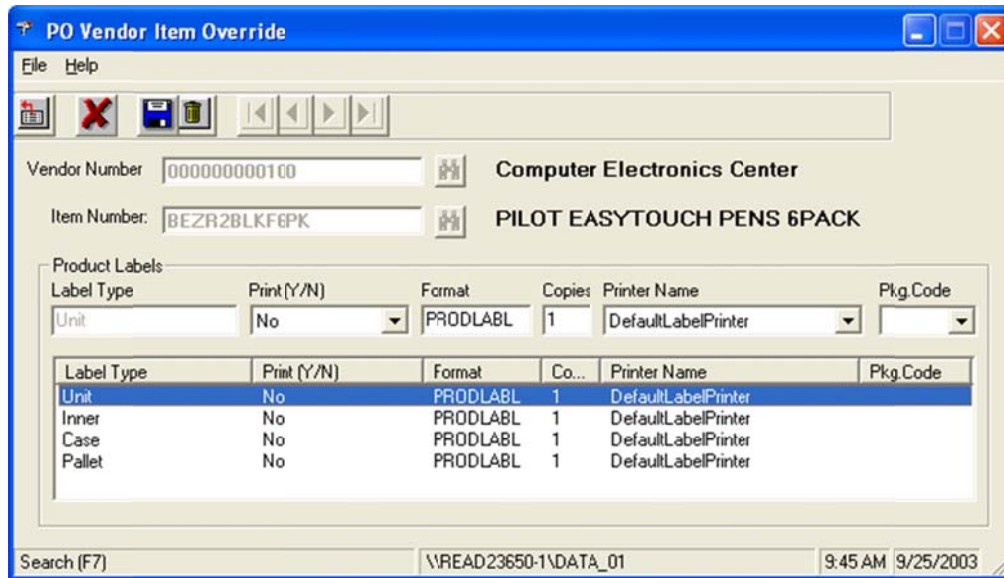 PO Vendor Item Override
File Help
Vendor Number 000000000100 Computer Electronics Center
Item Number: BEZR2BLKF6PK PILOT EASYTOUCH PENS 6PACK
Product Labels
Label Type Print(Y/N) Format Copies Printer Name Pkg.Code
Unit No PRODLABL 1 DefaultLabelPrinter
Label Type Print (Y/N) Format Co... Printer Name Pkg.Code
Unit No PRODLABL 1 DefaultLabelPrinter
Inner No PRODLABL 1 DefaultLabelPrinter
Case No PRODLABL 1 DefaultLabelPrinter
Pallet No PRODLABL 1 DefaultLabelPrinter
Search (F7) \\READ23650-1\DATA_01 9:45 AM 9/25/2003